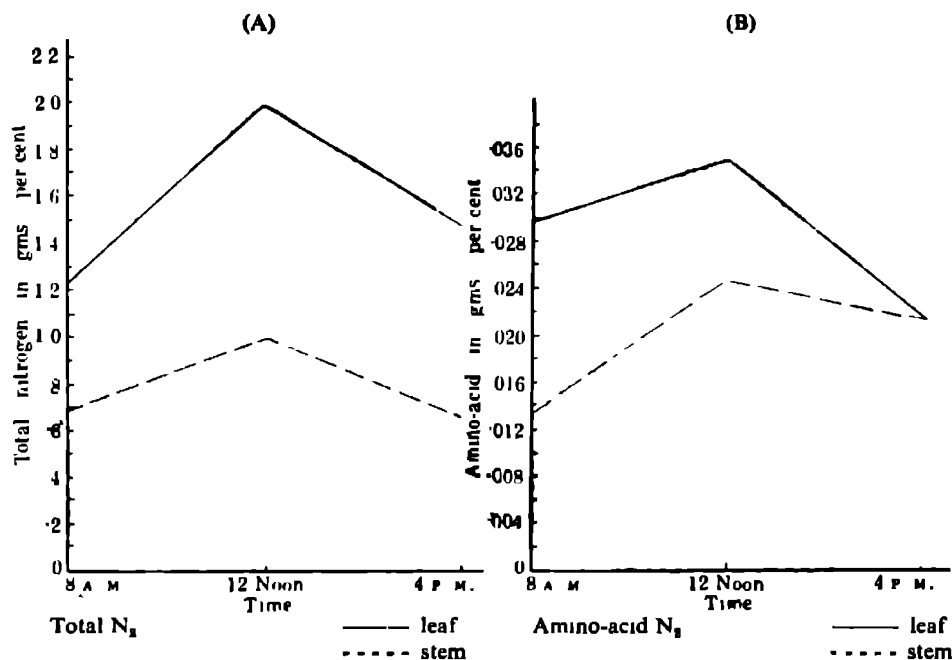 (A)
Total nitrogen in gms per cent
2 2
2 0
1 8
1 6
1 4
1 2
1 0
.8
.6
.4
.2
0
8 A M
12 Noon
4 P M.
Time
Total N₂
leaf
stem
(B)
Amino-acid in gms per cent
·036
·032
·028
024
020
·016
·012
·008
·004
0
8 A M
12 Noon
4 P M.
Time
Amino-acid N₂
leaf
stem